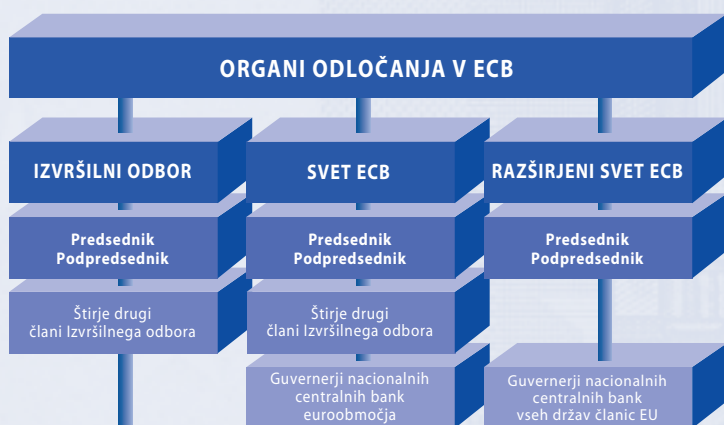 ORGANI ODLOČANJA V ECB
IZVRŠILNI ODBOR
Predsednik
Podpredsednik
Štirje drugi
člani Izvršilnega odbora
SVET ECB
Predsednik
Podpredsednik
Štirje drugi
člani Izvršilnega odbora
Guvernerji nacionalnih
centralnih bank
euroobmočja
RAZŠIRJENI SVET ECB
Predsednik
Podpredsednik
Guvernerji nacionalnih
centralnih bank
vseh držav članic EU